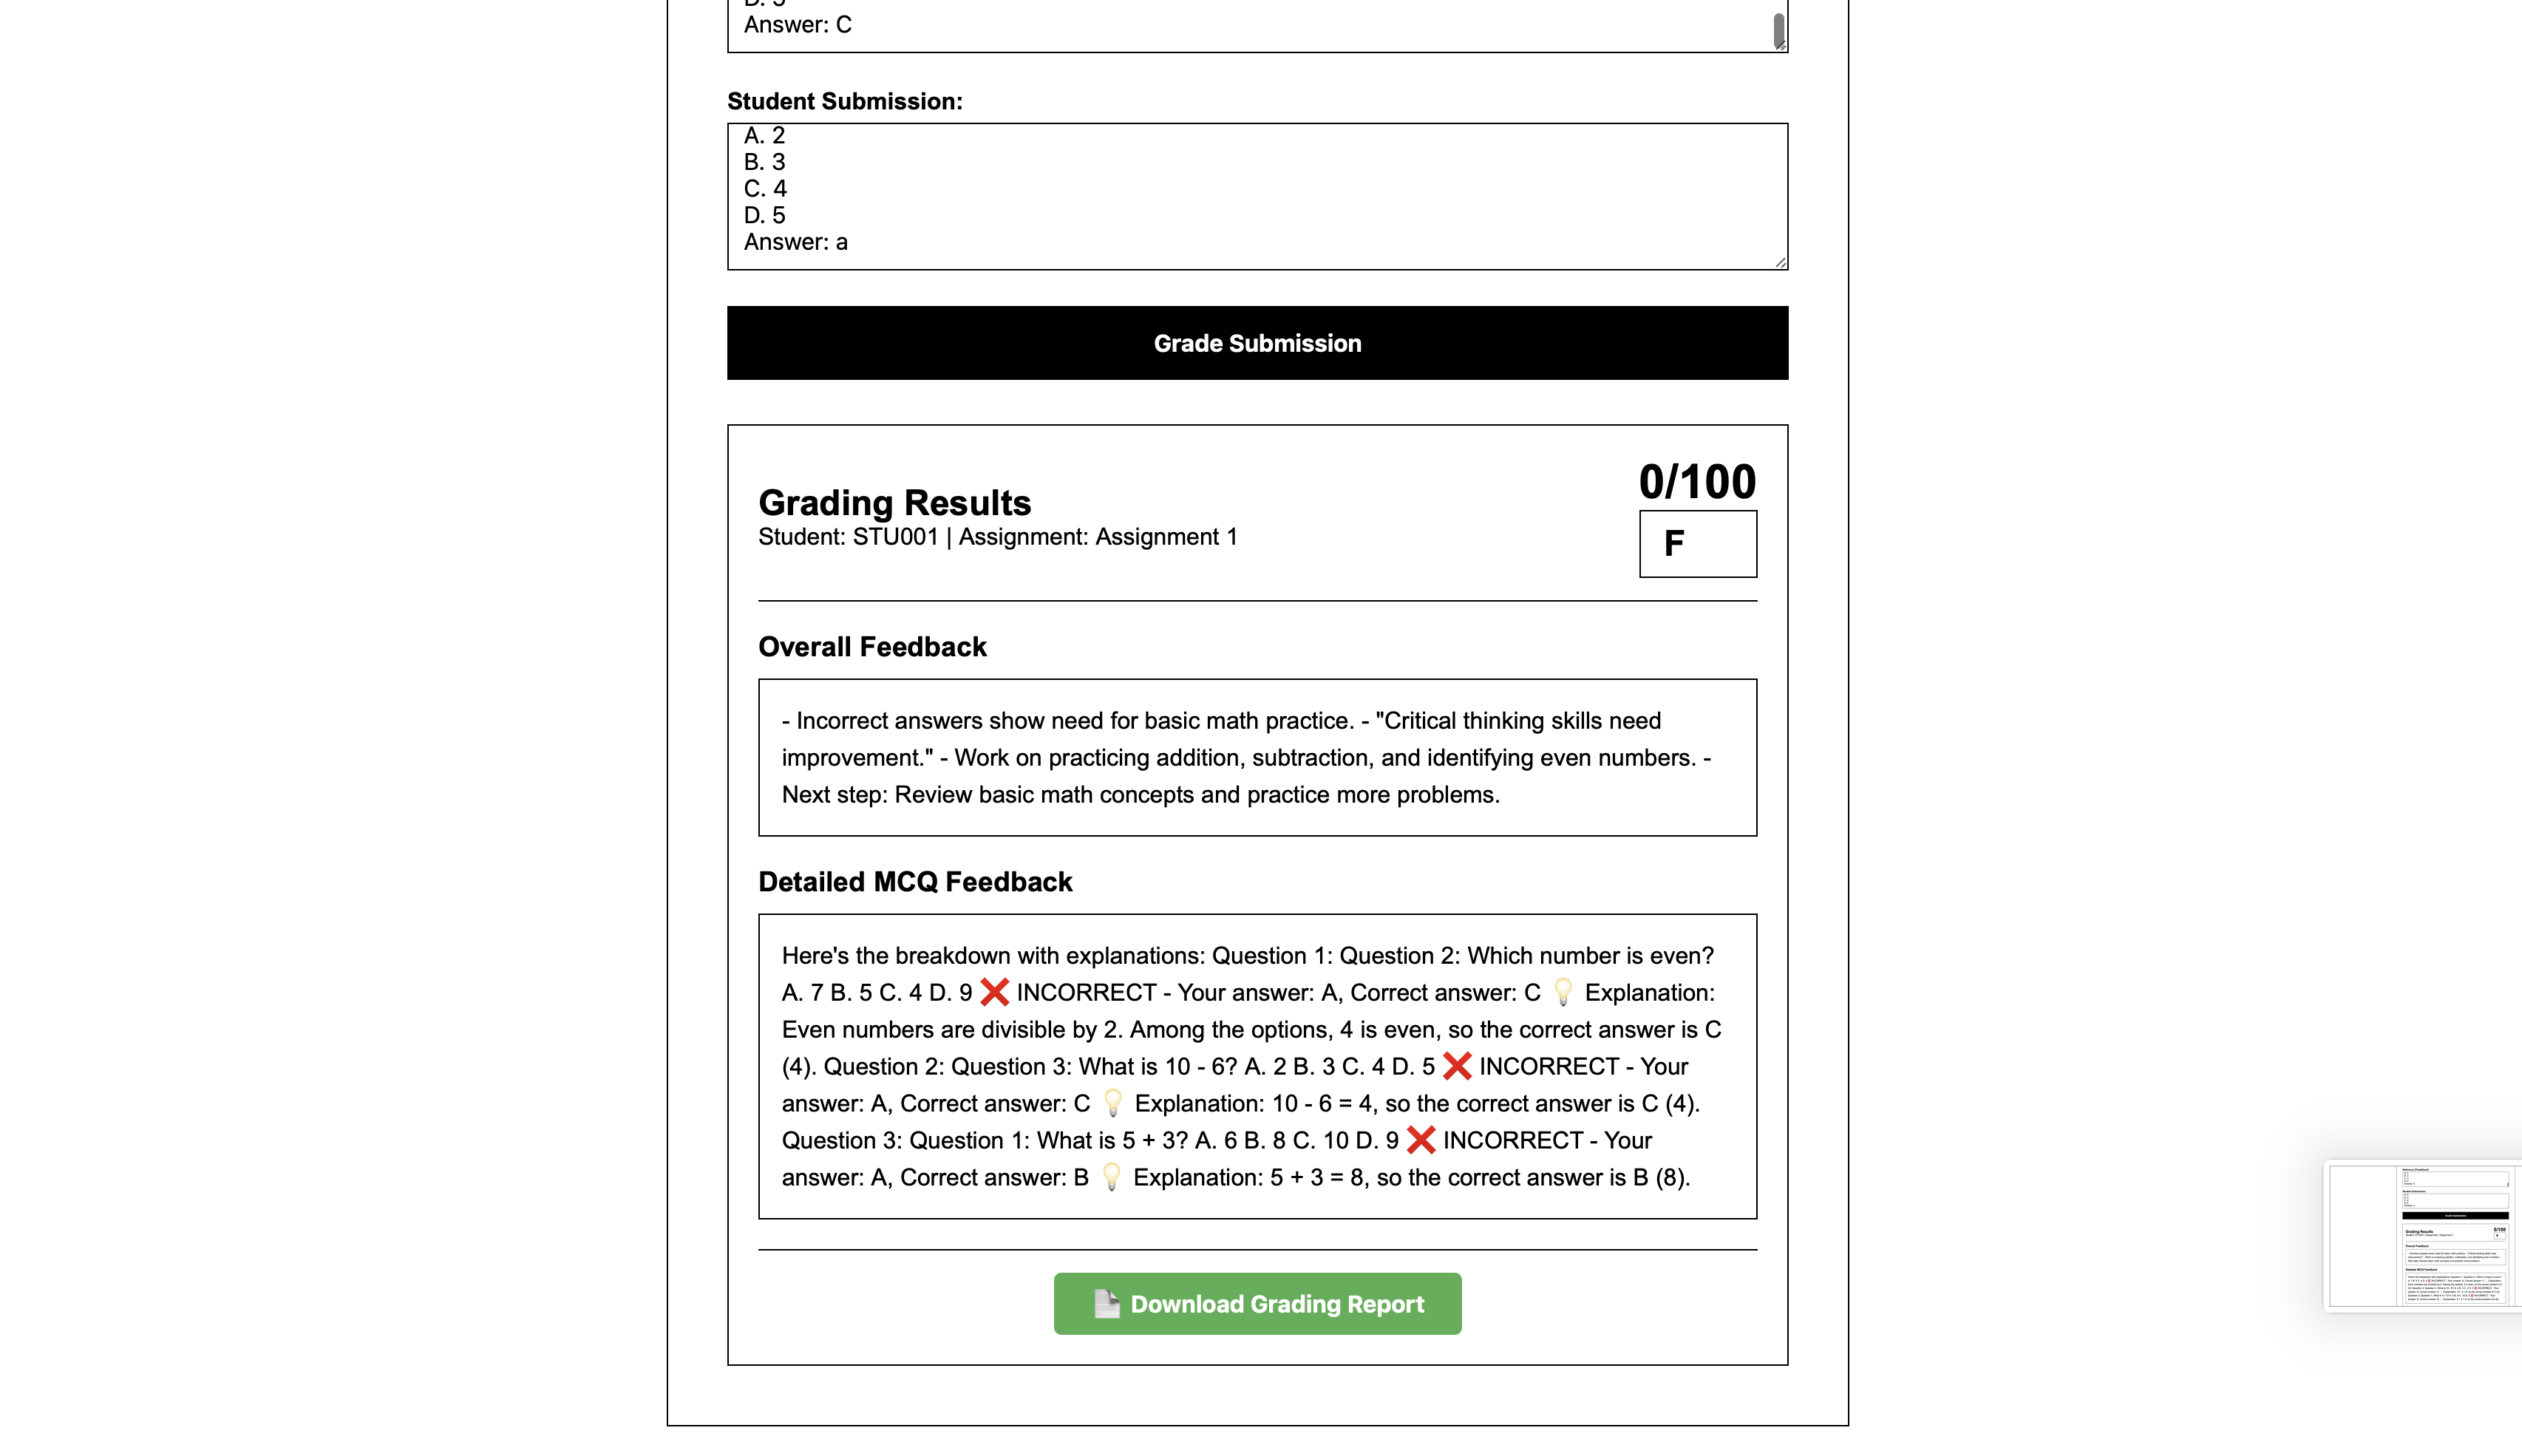 Answer: C
Student Submission:
A. 2
B. 3
C. 4
D. 5
Answer: a
Grade Submission
Grading Results
Student: STU001 | Assignment: Assignment 1
0/100
F
Overall Feedback
- Incorrect answers show need for basic math practice. - "Critical thinking skills need
improvement." - Work on practicing addition, subtraction, and identifying even numbers. -
Next step: Review basic math concepts and practice more problems.
Detailed MCQ Feedback
Here's the breakdown with explanations: Question 1: Question 2: Which number is even?
A. 7 B. 5 C. 4 D. 9 ❌ INCORRECT - Your answer: A, Correct answer: C 💡 Explanation:
Even numbers are divisible by 2. Among the options, 4 is even, so the correct answer is C
(4). Question 2: Question 3: What is 10 - 6? A. 2 B. 3 C. 4 D. 5 ❌ INCORRECT - Your
answer: A, Correct answer: C 💡 Explanation: 10 - 6 = 4, so the correct answer is C (4).
Question 3: Question 1: What is 5 + 3? A. 6 B. 8 C. 10 D. 9 ❌ INCORRECT - Your
answer: A, Correct answer: B 💡 Explanation: 5 + 3 = 8, so the correct answer is B (8).
Download Grading Report